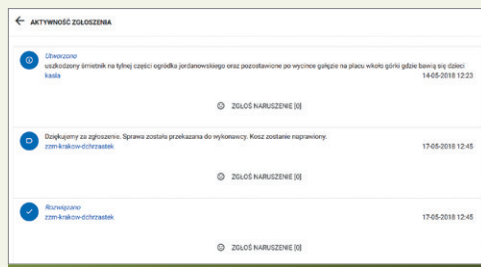 AKTYWNOŚĆ ZGŁOSZENIA
Utworzono
uszkodzony śmietnik na tylnej części ogródka jordanowskiego oraz pozostawione po wycince gałęzie na placu wkoło górki gdzie bawią się dzieci
kasia 14-05-2018 12:23
ZGŁOŚ NARUSZENIE [0]
Dziękujemy za zgłoszenie. Sprawa została przekazana do wykonawcy. Kosz zostanie naprawiony.
zzm-krakow-dchrzastek 17-05-2018 12:45
ZGŁOŚ NARUSZENIE [0]
Rozwiązano
zzm-krakow-dchrzastek 17-05-2018 12:45
ZGŁOŚ NARUSZENIE [0]